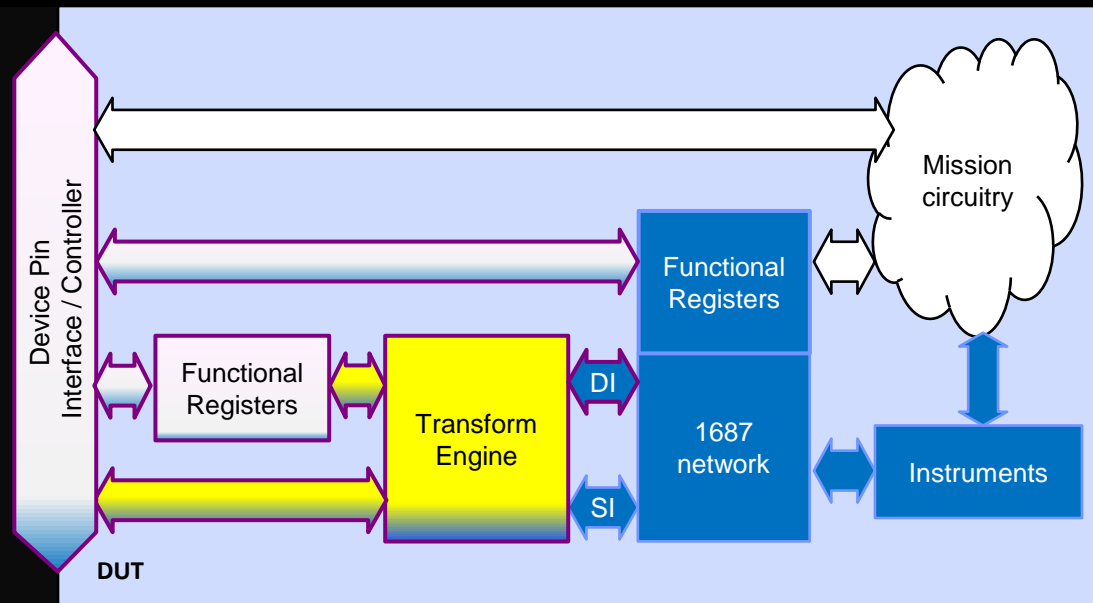 Device Pin
Interface / Controller
Mission
circuitry
Functional
Registers
Functional
Registers
Transform
Engine
DI
SI
1687
network
Instruments
DUT